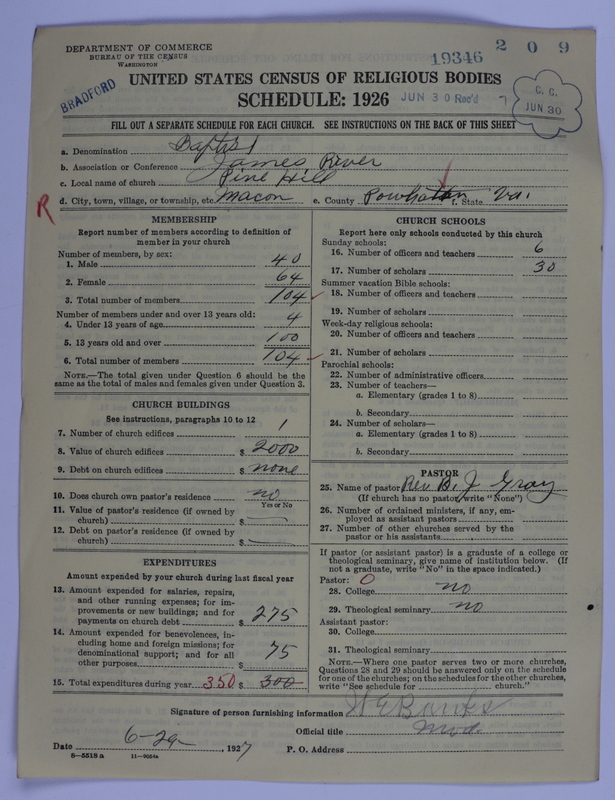 DEPARTMENT OF COMMERCE
BUREAU OF THE CENSUS
WASHINGTON
19346
2 0 9
BRADFORD
UNITED STATES CENSUS OF RELIGIOUS BODIES
SCHEDULE: 1926
JUN 30 Rec'd 7
C. C.
JUN 30
FILL OUT A SEPARATE SCHEDULE FOR EACH CHURCH. SEE INSTRUCTIONS ON THE BACK OF THIS SHEET
a. Denomination Baptist
b. Association or Conference James River
c. Local name of church Pine Hill
d. City, town, village, or township, etc. Macon e. County Powhatan f. State Va.
R
MEMBERSHIP
Report number of members according to definition of
member in your church
Number of members, by sex:
1. Male 40
2. Female 64
3. Total number of members 104
Number of members under and over 13 years old:
4. Under 13 years of age 4
5. 13 years old and over 100
6. Total number of members 104
NOTE.—The total given under Question 6 should be the
same as the total of males and females given under Question 3.
CHURCH BUILDINGS
See instructions, paragraphs 10 to 12
7. Number of church edifices 1
8. Value of church edifices $ 2000
9. Debt on church edifices $ none
10. Does church own pastor's residence no
Yes or No
11. Value of pastor's residence (if owned by
church) $
12. Debt on pastor's residence (if owned by
church) $
EXPENDITURES
Amount expended by your church during last fiscal year
13. Amount expended for salaries, repairs,
and other running expenses; for im-
provements or new buildings; and for
payments on church debt $ 275
14. Amount expended for benevolences, in-
cluding home and foreign missions; for
denominational support; and for all
other purposes $ 75
15. Total expenditures during year 350 $ 300
CHURCH SCHOOLS
Report here only schools conducted by this church
Sunday schools:
16. Number of officers and teachers 6
17. Number of scholars 30
Summer vacation Bible schools:
18. Number of officers and teachers
19. Number of scholars
Week-day religious schools:
20. Number of officers and teachers
21. Number of scholars
Parochial schools:
22. Number of administrative officers
23. Number of teachers—
a. Elementary (grades 1 to 8)
b. Secondary
24. Number of scholars—
a. Elementary (grades 1 to 8)
b. Secondary
PASTOR
25. Name of pastor Rev. B. J. Gray
(If church has no pastor, write "None")
26. Number of ordained ministers, if any, em-
ployed as assistant pastors
27. Number of other churches served by the
pastor or his assistants
If pastor (or assistant pastor) is a graduate of a college or
theological seminary, give name of institution below. (If
not a graduate, write "No" in the space indicated.)
Pastor: O
28. College no
29. Theological seminary no
Assistant pastor:
30. College
31. Theological seminary
NOTE.—Where one pastor serves two or more churches,
Questions 28 and 29 should be answered only on the schedule
for one of the churches; on the schedules for the other churches,
write "See schedule for church."
Signature of person furnishing information Banks
Official title Mod.
Date 6-29, 1927 P. O. Address
8-5518 a 11-9054a